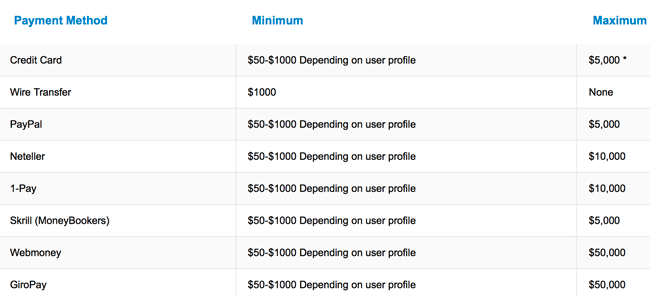 Payment Method Minimum Maximum
Credit Card $50-$1000 Depending on user profile $5,000 *
Wire Transfer $1000 None
PayPal $50-$1000 Depending on user profile $5,000
Neteller $50-$1000 Depending on user profile $10,000
1-Pay $50-$1000 Depending on user profile $10,000
Skrill (MoneyBookers) $50-$1000 Depending on user profile $5,000
Webmoney $50-$1000 Depending on user profile $50,000
GiroPay $50-$1000 Depending on user profile $50,000